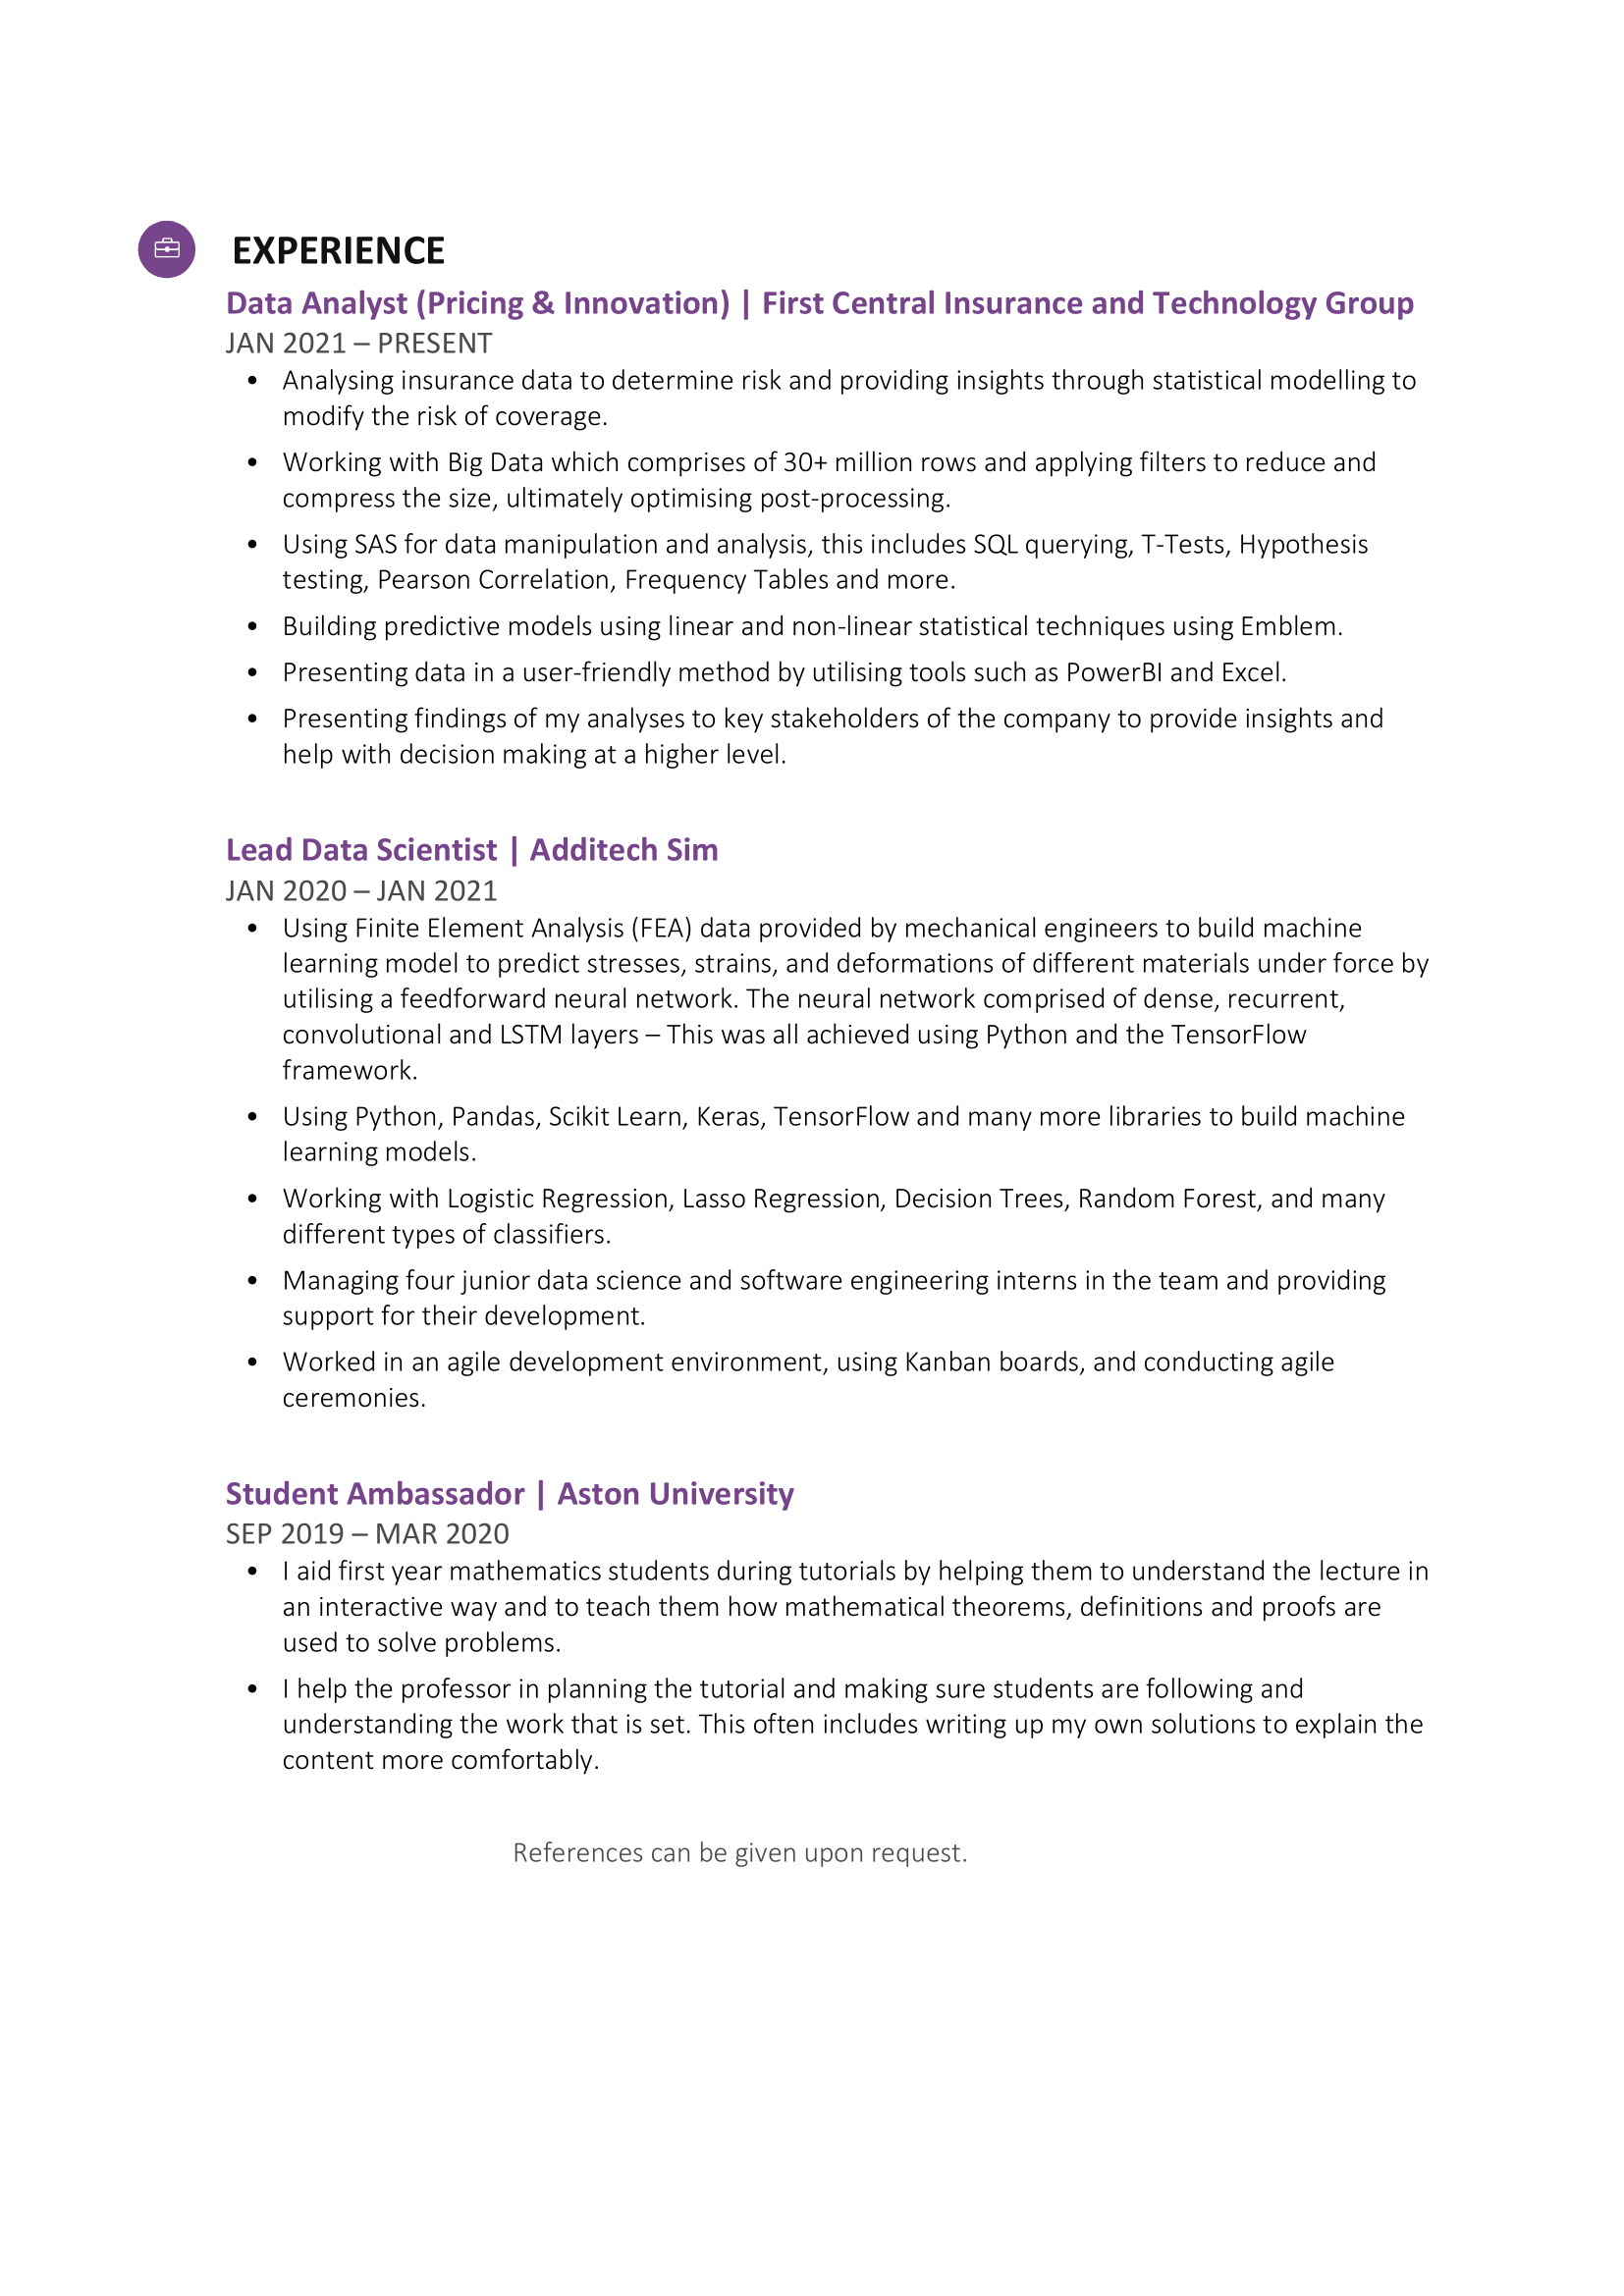 EXPERIENCE
Data Analyst (Pricing & Innovation) | First Central Insurance and Technology Group
JAN 2021 – PRESENT
• Analysing insurance data to determine risk and providing insights through statistical modelling to
modify the risk of coverage.
• Working with Big Data which comprises of 30+ million rows and applying filters to reduce and
compress the size, ultimately optimising post-processing.
• Using SAS for data manipulation and analysis, this includes SQL querying, T-Tests, Hypothesis
testing, Pearson Correlation, Frequency Tables and more.
• Building predictive models using linear and non-linear statistical techniques using Emblem.
• Presenting data in a user-friendly method by utilising tools such as PowerBI and Excel.
• Presenting findings of my analyses to key stakeholders of the company to provide insights and
help with decision making at a higher level.
Lead Data Scientist | Additech Sim
JAN 2020 – JAN 2021
• Using Finite Element Analysis (FEA) data provided by mechanical engineers to build machine
learning model to predict stresses, strains, and deformations of different materials under force by
utilising a feedforward neural network. The neural network comprised of dense, recurrent,
convolutional and LSTM layers – This was all achieved using Python and the TensorFlow
framework.
• Using Python, Pandas, Scikit Learn, Keras, TensorFlow and many more libraries to build machine
learning models.
• Working with Logistic Regression, Lasso Regression, Decision Trees, Random Forest, and many
different types of classifiers.
• Managing four junior data science and software engineering interns in the team and providing
support for their development.
• Worked in an agile development environment, using Kanban boards, and conducting agile
ceremonies.
Student Ambassador | Aston University
SEP 2019 – MAR 2020
• I aid first year mathematics students during tutorials by helping them to understand the lecture in
an interactive way and to teach them how mathematical theorems, definitions and proofs are
used to solve problems.
• I help the professor in planning the tutorial and making sure students are following and
understanding the work that is set. This often includes writing up my own solutions to explain the
content more comfortably.
References can be given upon request.